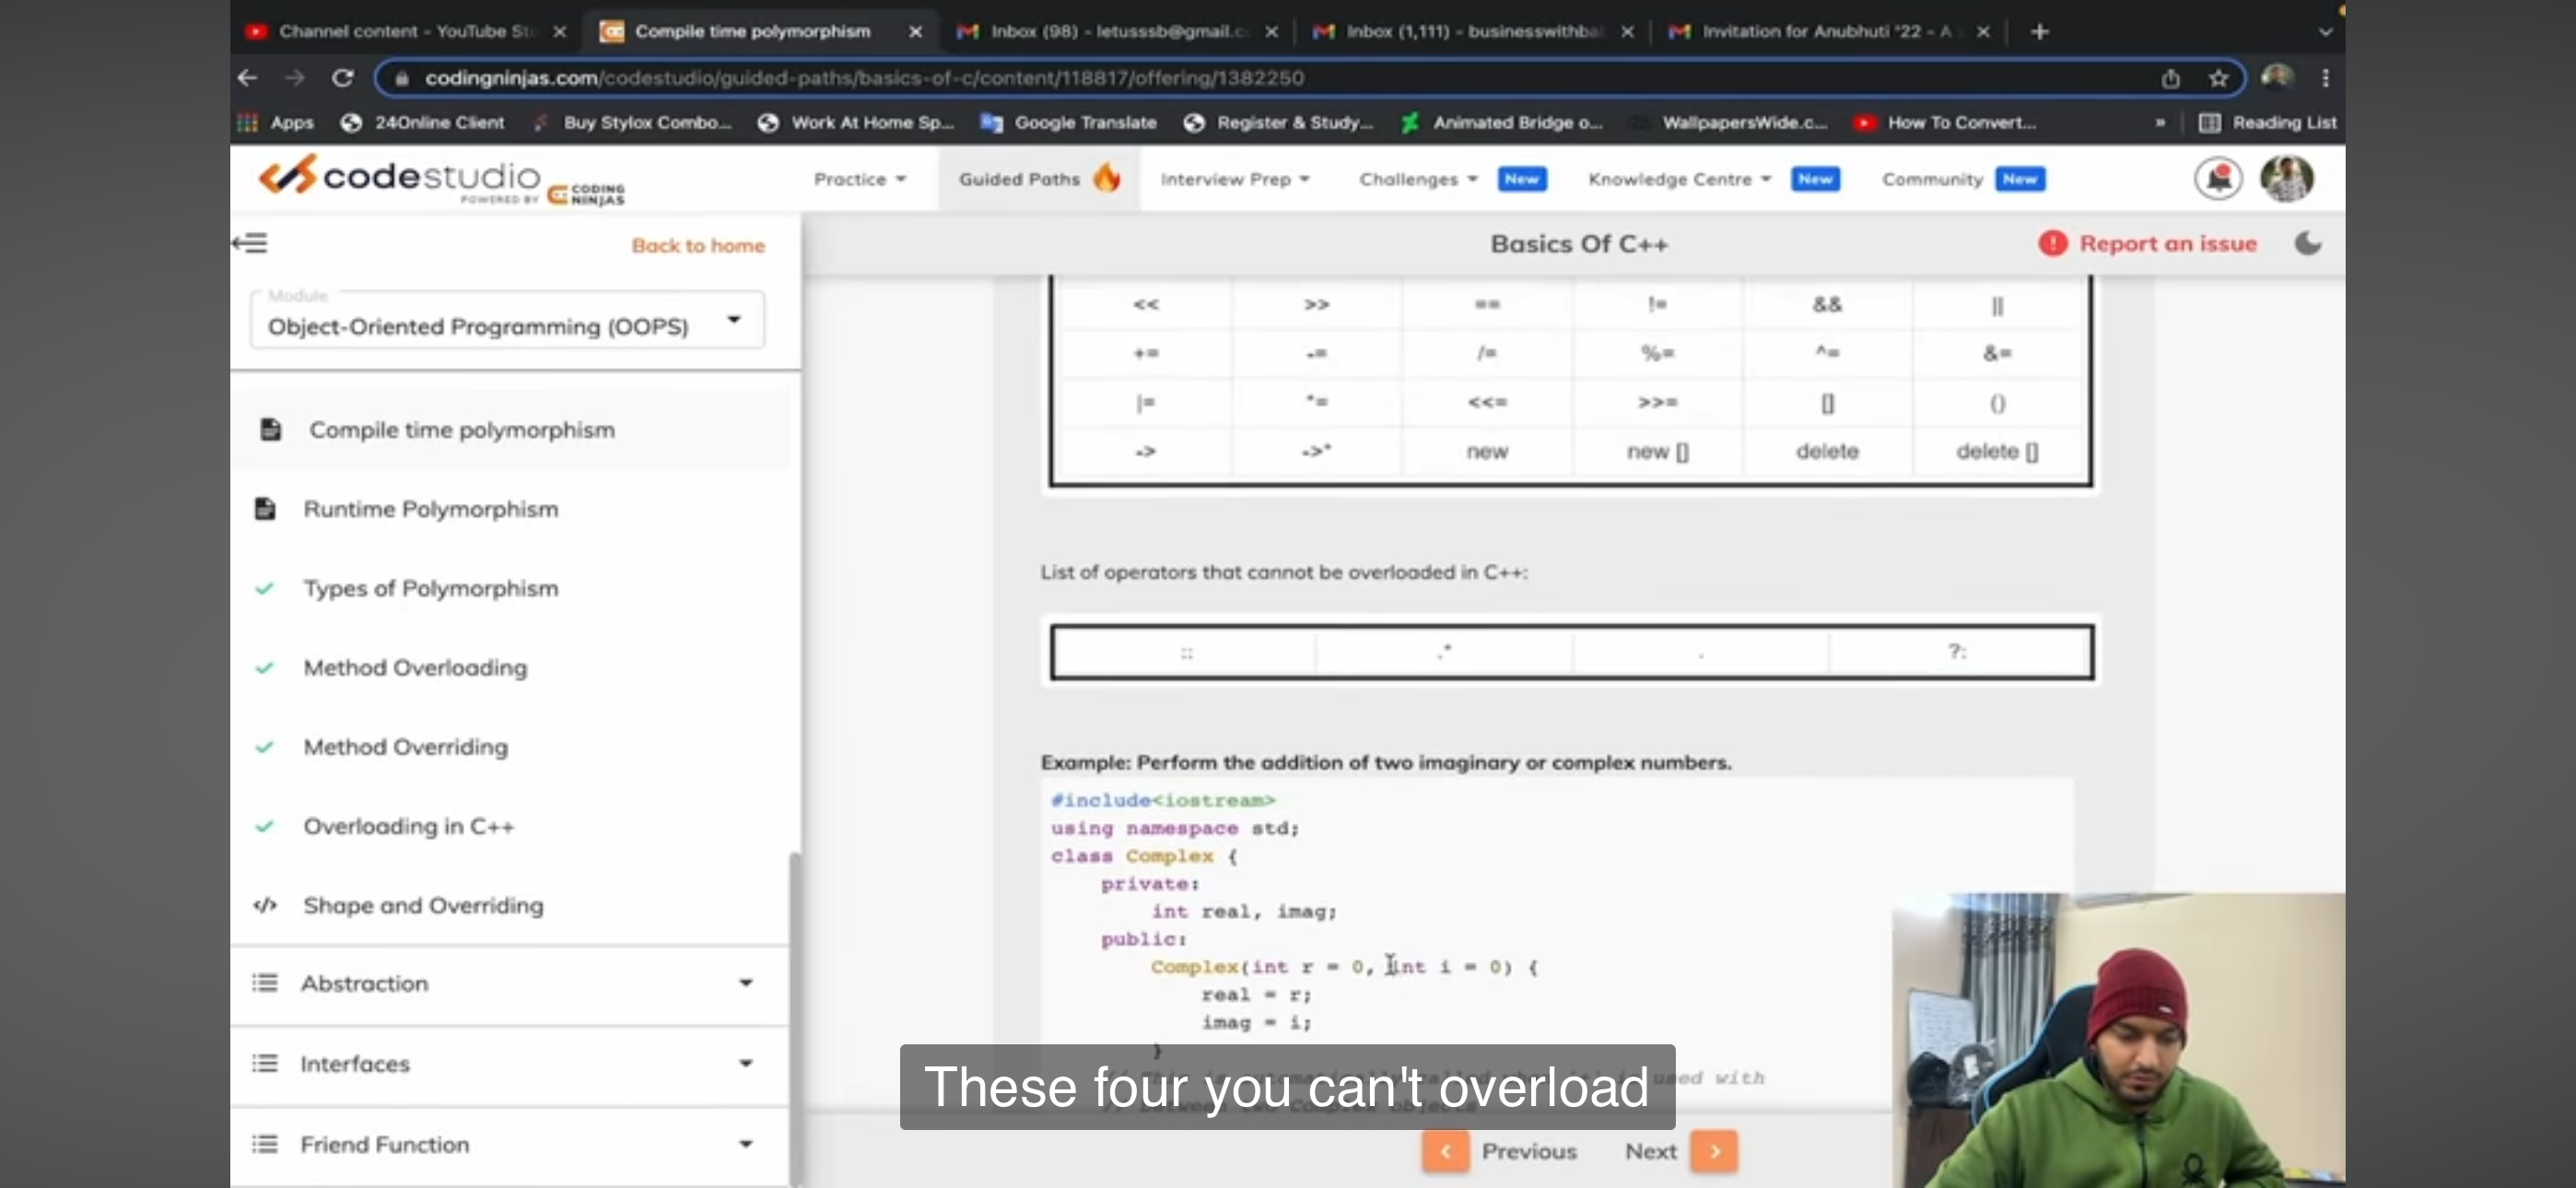 Channel content - YouTube Stu
Compile time polymorphism
Inbox (98) - letusssb@gmail.c
Inbox (1,111) - businesswithba
Invitation for Anubhuti '22 - A
codingninjas.com/codestudio/guided-paths/basics-of-c/content/118817/offering/1382250
Apps
24Online Client
Buy Stylox Combo...
Work At Home Sp...
Google Translate
Register & Study...
Animated Bridge o...
WallpapersWide.c...
How To Convert...
»
Reading List
codestudio
POWERED BY CODING NINJAS
Practice
Guided Paths
Interview Prep
Challenges New
Knowledge Centre New
Community New
Back to home
Basics Of C++
Report an issue
Module
Object-Oriented Programming (OOPS)
Compile time polymorphism
Runtime Polymorphism
Types of Polymorphism
Method Overloading
Method Overriding
Overloading in C++
</> Shape and Overriding
Abstraction
Interfaces
Friend Function
<< >> == != && ||
+= -= /= %= ^= &=
|= *= <<= >>= [] ()
-> ->* new new [] delete delete []
List of operators that cannot be overloaded in C++:
:: .* . ?:
Example: Perform the addition of two imaginary or complex numbers.
#include<iostream>
using namespace std;
class Complex {
private:
int real, imag;
public:
Complex(int r = 0, int i = 0) {
real = r;
imag = i;
}
used with
These four you can't overload
Previous
Next